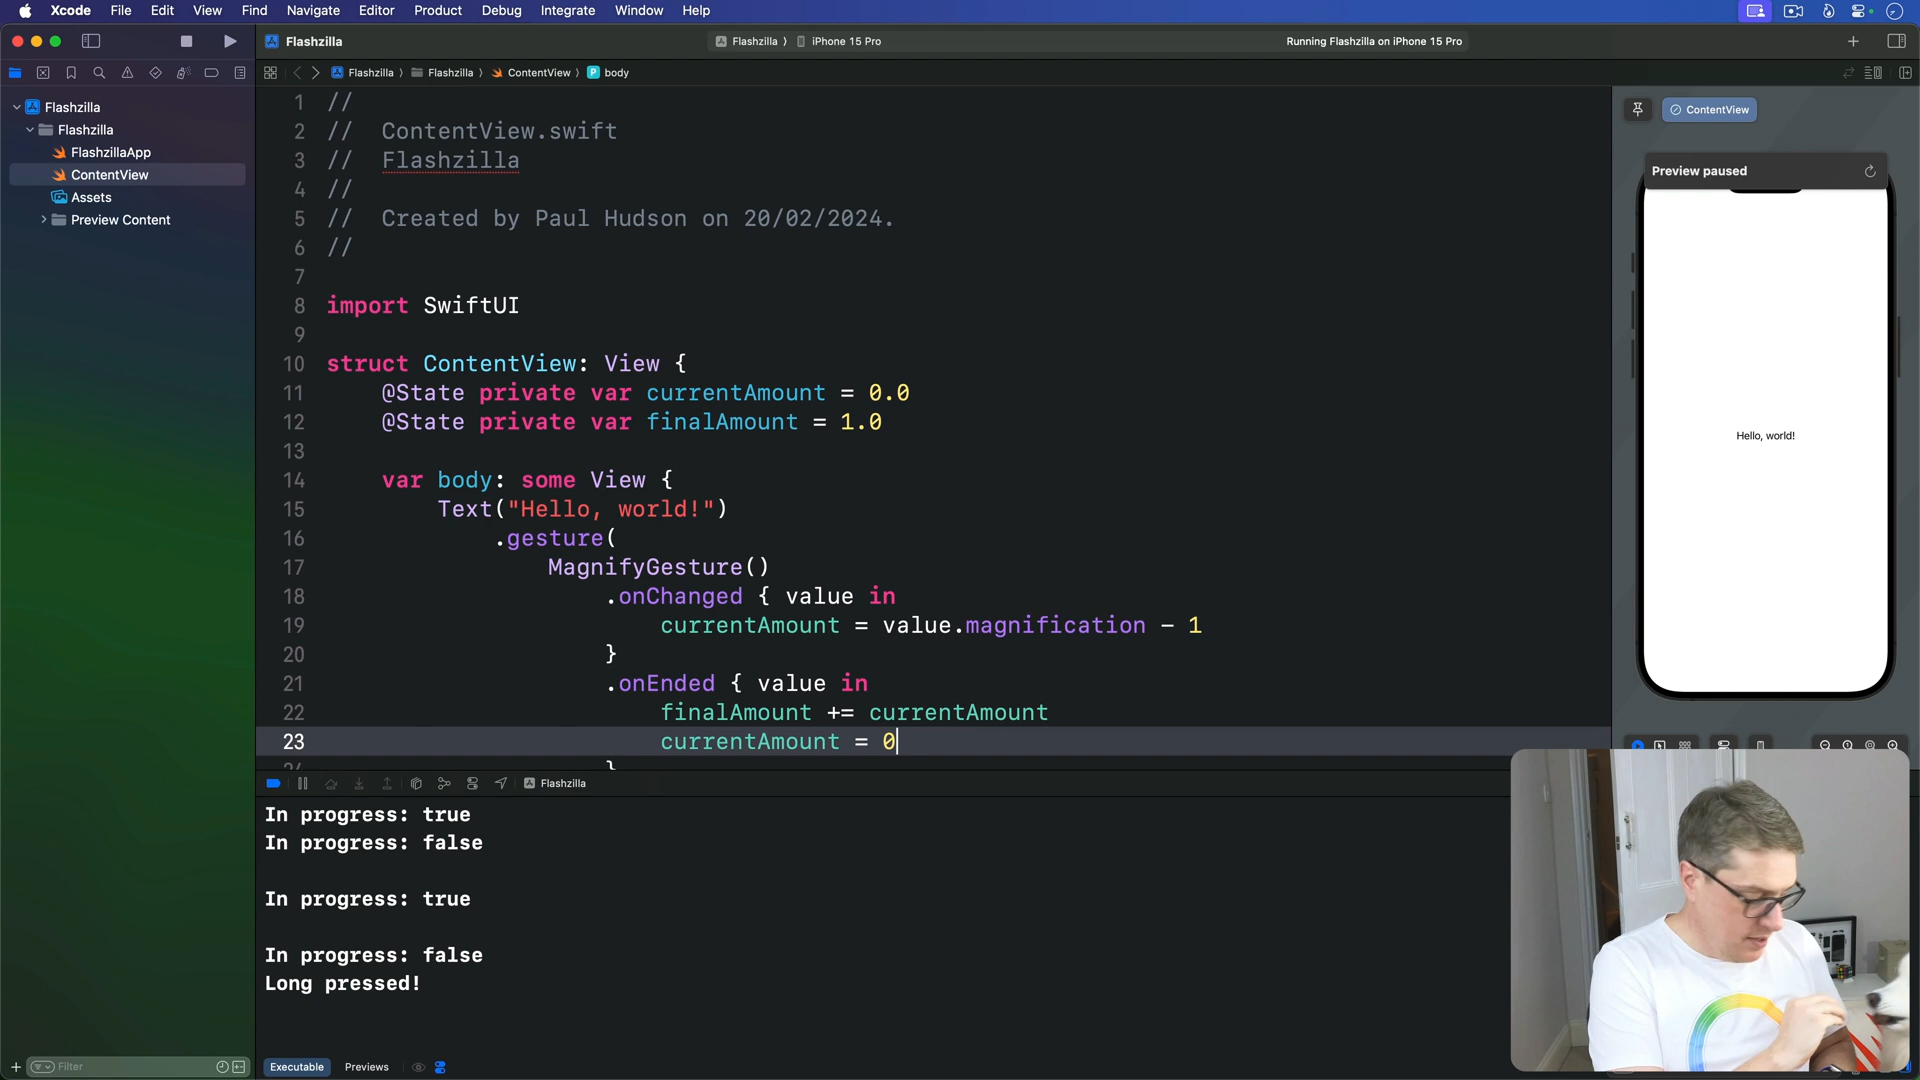 Xcode File Edit View Find Navigate Editor Product Debug Integrate Window Help
Flashzilla
Flashzilla iPhone 15 Pro
Running Flashzilla on iPhone 15 Pro
Flashzilla Flashzilla ContentView P body
Flashzilla
Flashzilla
FlashzillaApp
ContentView
Assets
Preview Content
1 //
2 // ContentView.swift
3 // Flashzilla
4 //
5 // Created by Paul Hudson on 20/02/2024.
6 //
7
8 import SwiftUI
9
10 struct ContentView: View {
11 @State private var currentAmount = 0.0
12 @State private var finalAmount = 1.0
13
14 var body: some View {
15 Text("Hello, world!")
16 .gesture(
17 MagnifyGesture()
18 .onChanged { value in
19 currentAmount = value.magnification - 1
20 }
21 .onEnded { value in
22 finalAmount += currentAmount
23 currentAmount = 0
24 }
ContentView
Preview paused
Hello, world!
Flashzilla
In progress: true
In progress: false
In progress: true
In progress: false
Long pressed!
Filter
Executable Previews